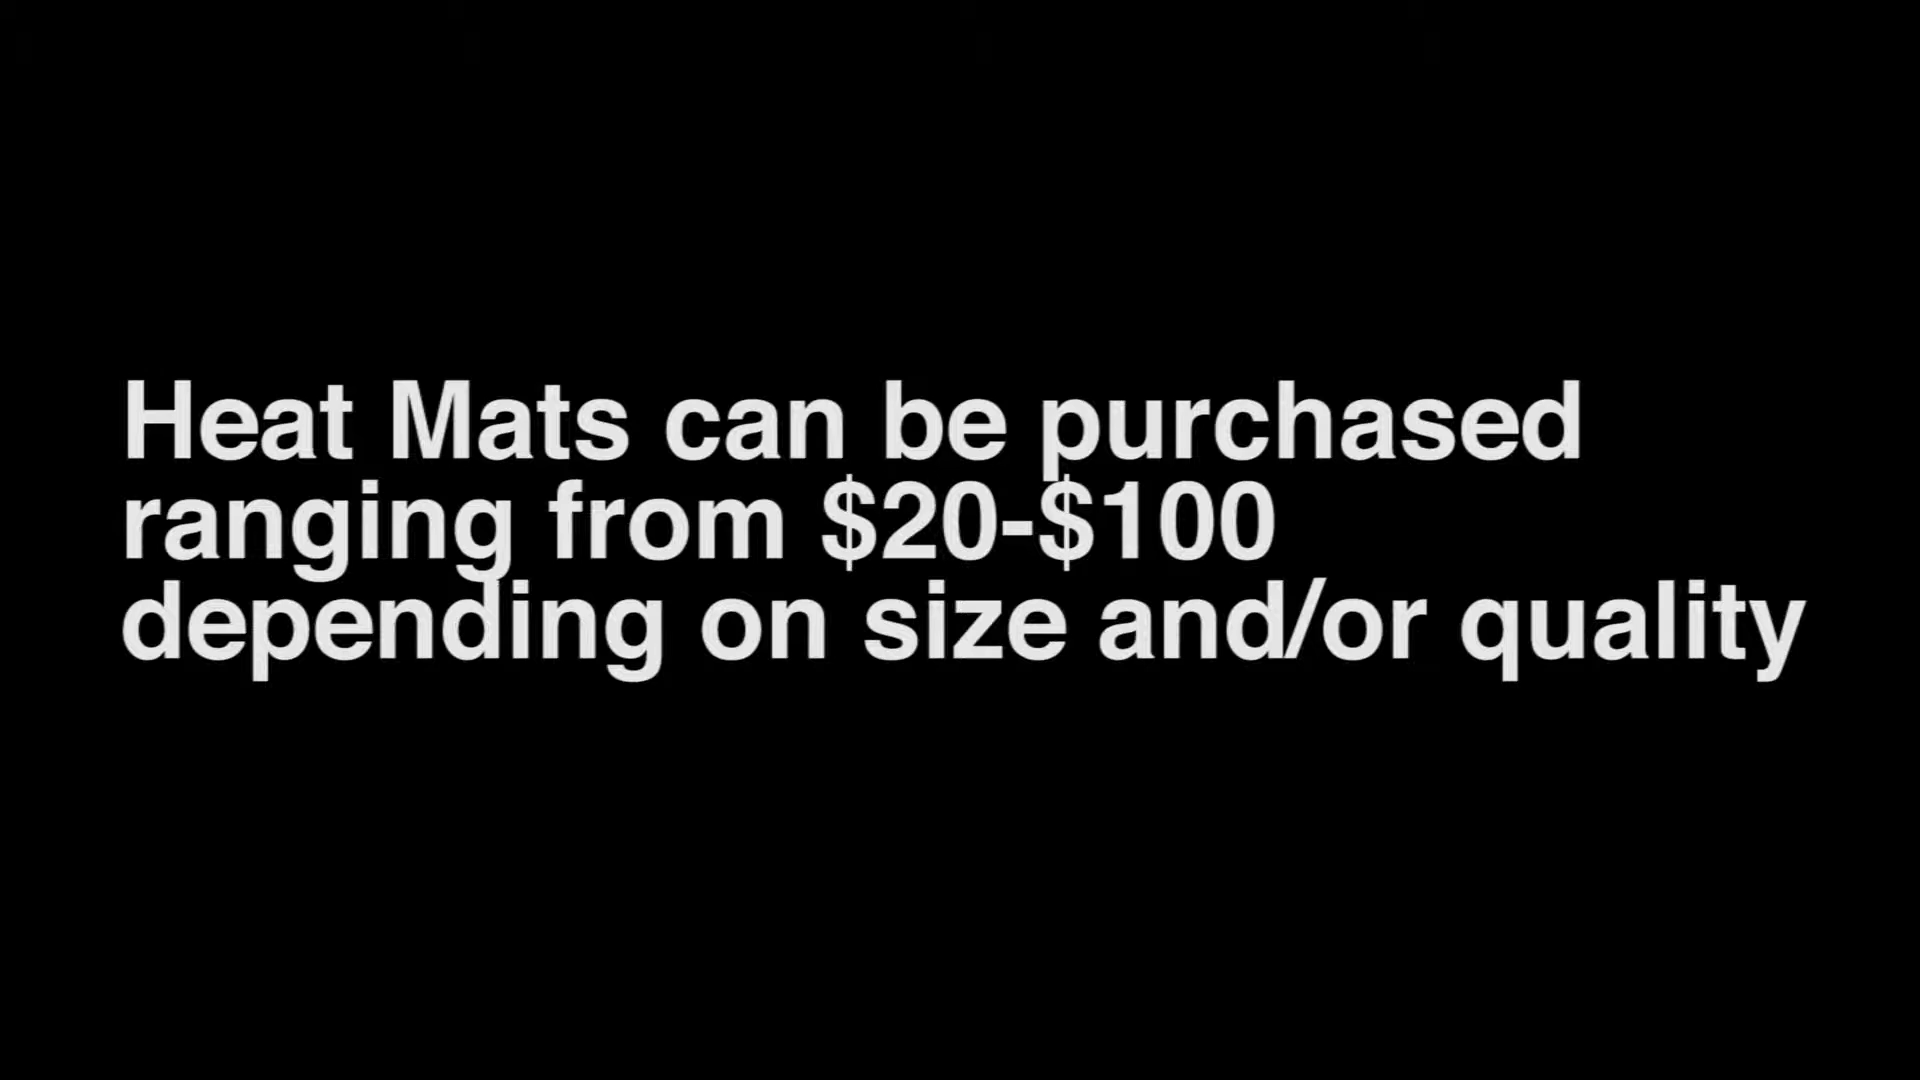 Heat Mats can be purchased
ranging from $20-$100
depending on size and/or quality